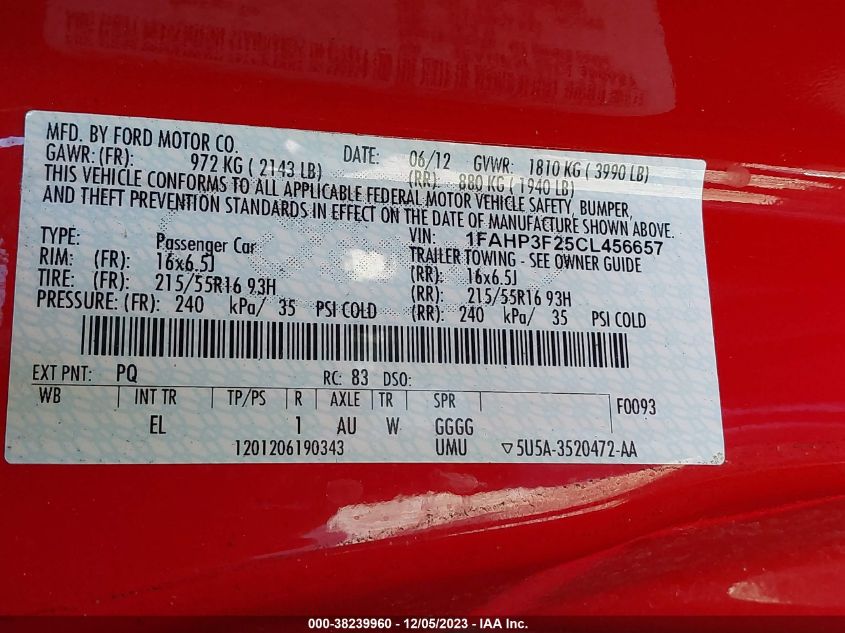 MFD. BY FORD MOTOR CO.
DATE: 06/12 GVWR: 1810 KG ( 3990 LB)
GAWR: (FR): 972 KG ( 2143 LB) (RR): 880 KG ( 1940 LB)
THIS VEHICLE CONFORMS TO ALL APPLICABLE FEDERAL MOTOR VEHICLE SAFETY, BUMPER,
AND THEFT PREVENTION STANDARDS IN EFFECT ON THE DATE OF MANUFACTURE SHOWN ABOVE.
VIN: 1FAHP3F25CL456657
TYPE: Passenger Car TRAILER TOWING - SEE OWNER GUIDE
RIM: (FR): 16x6.5J (RR): 16x6.5J
TIRE: (FR): 215/55R16 93H (RR): 215/55R16 93H
PRESSURE: (FR): 240 kPa/ 35 PSI COLD (RR): 240 kPa/ 35 PSI COLD
EXT PNT: PQ RC: 83 DSO:
WB INT TR TP/PS R AXLE TR SPR F0093
EL 1 AU W GGGG
1201206190343 UMU ▽5U5A-3520472-AA
000-38239960 - 12/05/2023 - IAA Inc.